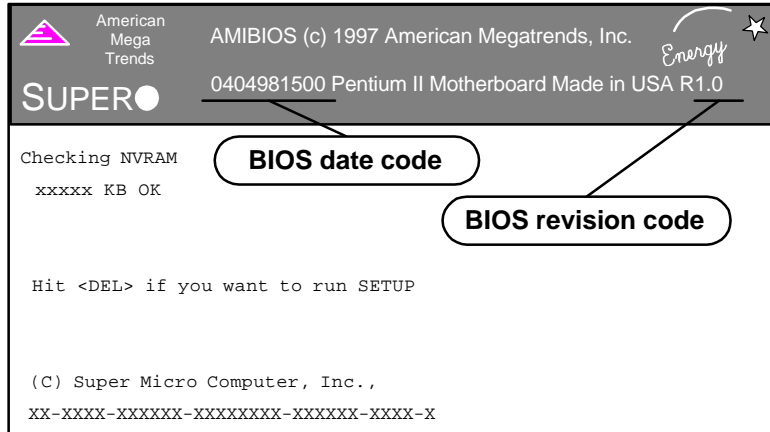 American
Mega
Trends
AMIBIOS (c) 1997 American Megatrends, Inc.
Energy
SUPER
0404981500 Pentium II Motherboard Made in USA R1.0
Checking NVRAM
BIOS date code
xxxxx KB OK
BIOS revision code
Hit <DEL> if you want to run SETUP
(C) Super Micro Computer, Inc.,
XX-XXXX-XXXXXX-XXXXXXXX-XXXXXX-XXXX-X